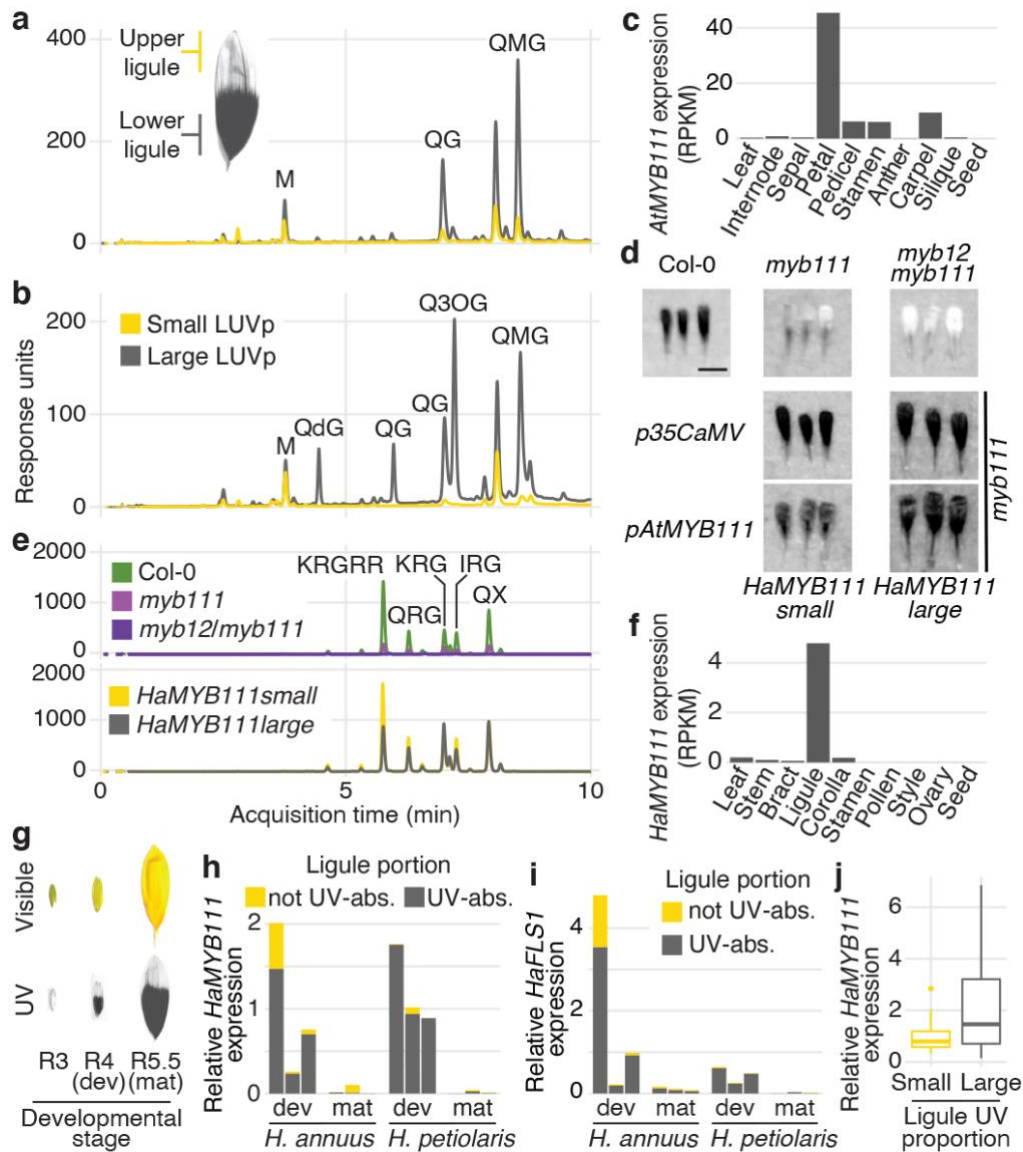 a
Upper
ligule
Lower
ligule
M
QG
QMG
400
200
0
b
Small LUVp
Large LUVp
M
QdG
QG
QG
Q3OG
QMG
200
100
0
Response units
c
AtMYB111 expression
(RPKM)
40
20
0
Leaf
Internode
Sepal
Petal
Pedicel
Stamen
Anther
Carpel
Silique
Seed
d
Col-0
myb111
myb12
myb111
p35CaMV
pAtMYB111
myb111
HaMYB111
small
HaMYB111
large
e
Col-0
myb111
myb12/myb111
KRGRR
QRG
KRG
IRG
QX
2000
1000
0
HaMYB111small
HaMYB111large
2000
1000
0
0
5
10
Acquisition time (min)
f
HaMYB111 expression
(RPKM)
4
2
0
Leaf
Stem
Bract
Ligule
Corolla
Stamen
Pollen
Style
Ovary
Seed
g
Visible
UV
R3
R4
(dev)
R5.5
(mat)
Developmental
stage
h
Ligule portion
not UV-abs.
UV-abs.
Relative HaMYB111
expression
2
1
0
dev
mat
dev
mat
H. annuus
H. petiolaris
i
Ligule portion
not UV-abs.
UV-abs.
Relative HaFLS1
expression
4
2
0
dev
mat
dev
mat
H. annuus
H. petiolaris
j
Relative HaMYB111
expression
6
4
2
0
Small
Large
Ligule UV
proportion